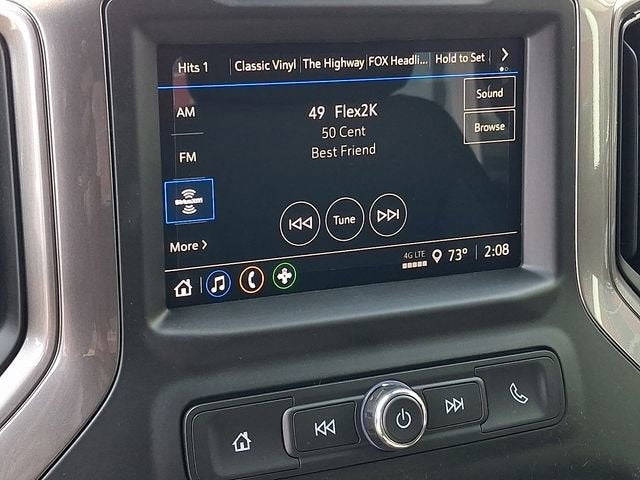 Hits 1 Classic Vinyl The Highway FOX Headli... Hold to Set
Sound
AM
49 Flex2K
50 Cent
Browse
Best Friend
FM
SiriusXM
Tune
More
4G LTE 73° 2:08